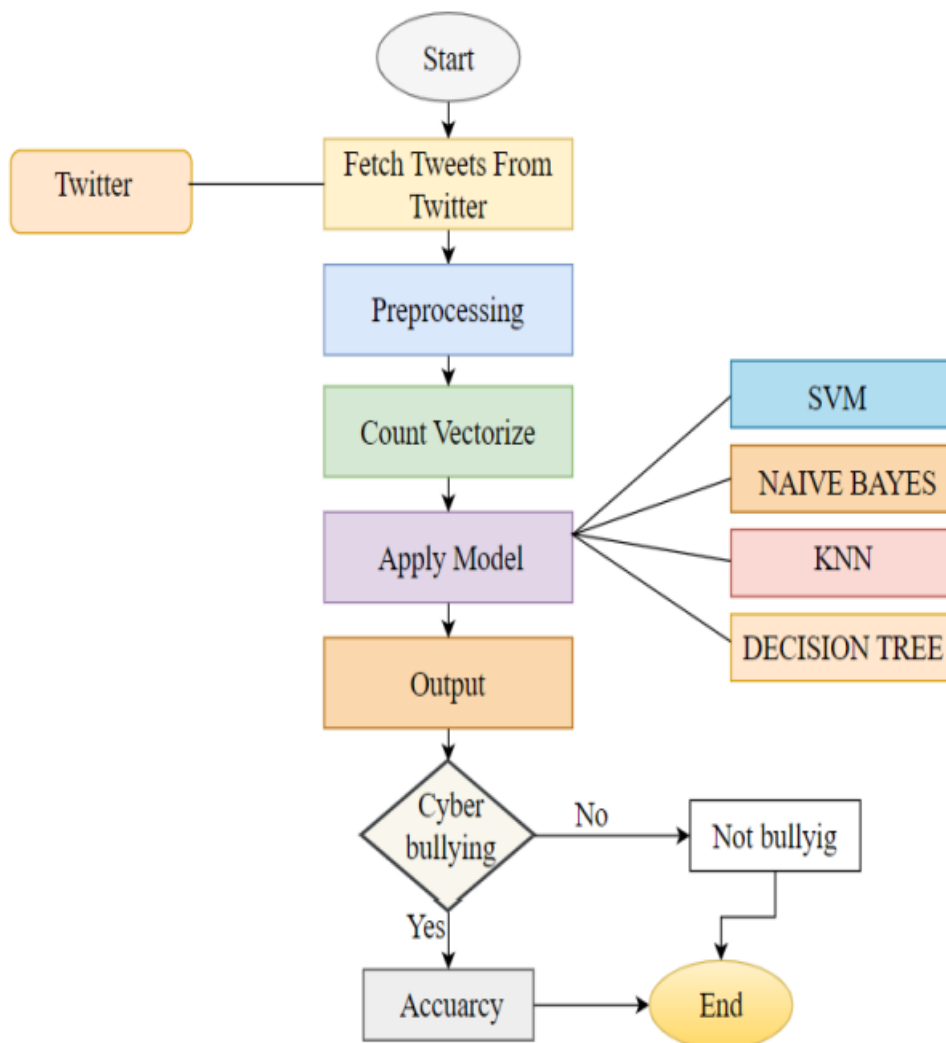 Start
Fetch Tweets From
Twitter
Twitter
Preprocessing
Count Vectorize
SVM
NAIVE BAYES
Apply Model
KNN
DECISION TREE
Output
Cyber
bullying
No
Not bullyig
Yes
Accuarcy
End